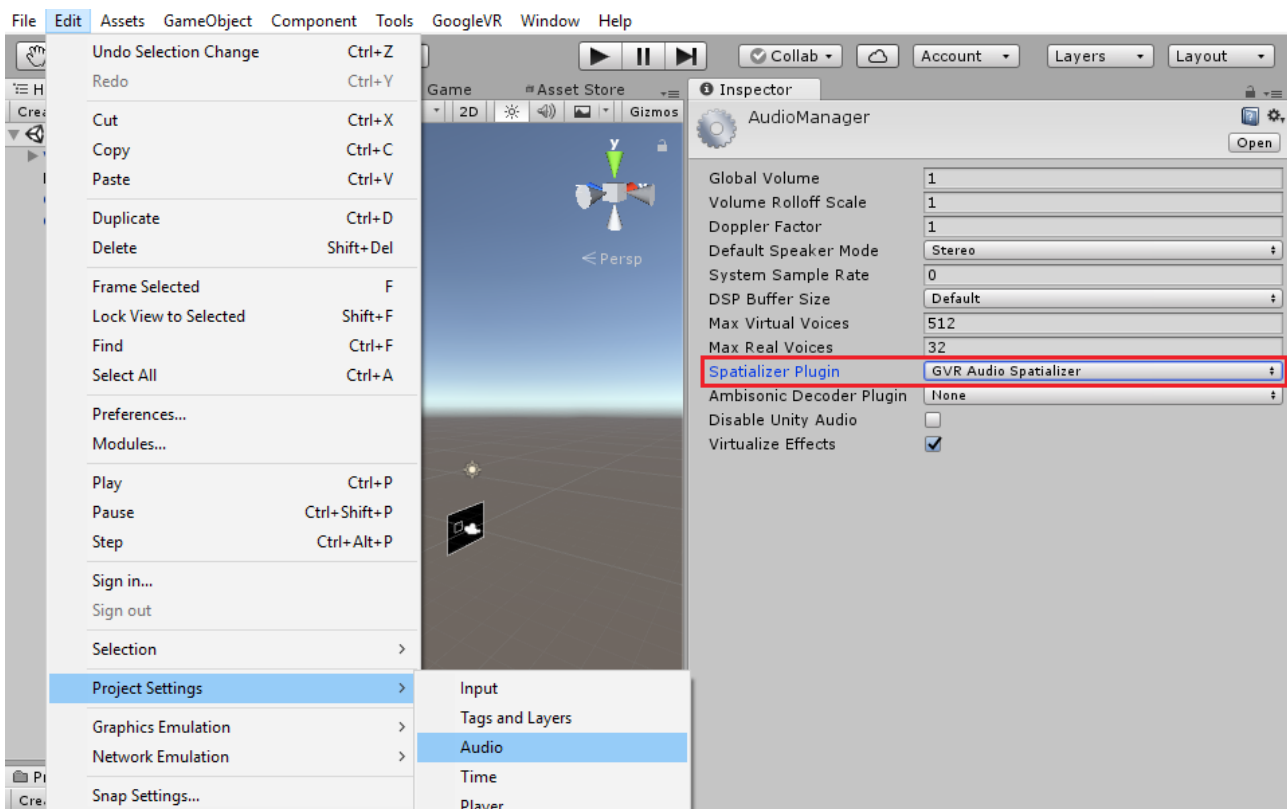 File Edit Assets GameObject Component Tools GoogleVR Window Help
Collab Account Layers Layout
Game Asset Store
2D Gizmos
Undo Selection Change Ctrl+Z
Redo Ctrl+Y
Cut Ctrl+X
Copy Ctrl+C
Paste Ctrl+V
Duplicate Ctrl+D
Delete Shift+Del
Frame Selected F
Lock View to Selected Shift+F
Find Ctrl+F
Select All Ctrl+A
Preferences...
Modules...
Play Ctrl+P
Pause Ctrl+Shift+P
Step Ctrl+Alt+P
Sign in...
Sign out
Selection
Project Settings
Graphics Emulation
Network Emulation
Snap Settings...
Input
Tags and Layers
Audio
Time
Player
y
Persp
Inspector
AudioManager
Open
Global Volume 1
Volume Rolloff Scale 1
Doppler Factor 1
Default Speaker Mode Stereo
System Sample Rate 0
DSP Buffer Size Default
Max Virtual Voices 512
Max Real Voices 32
Spatializer Plugin GVR Audio Spatializer
Ambisonic Decoder Plugin None
Disable Unity Audio
Virtualize Effects